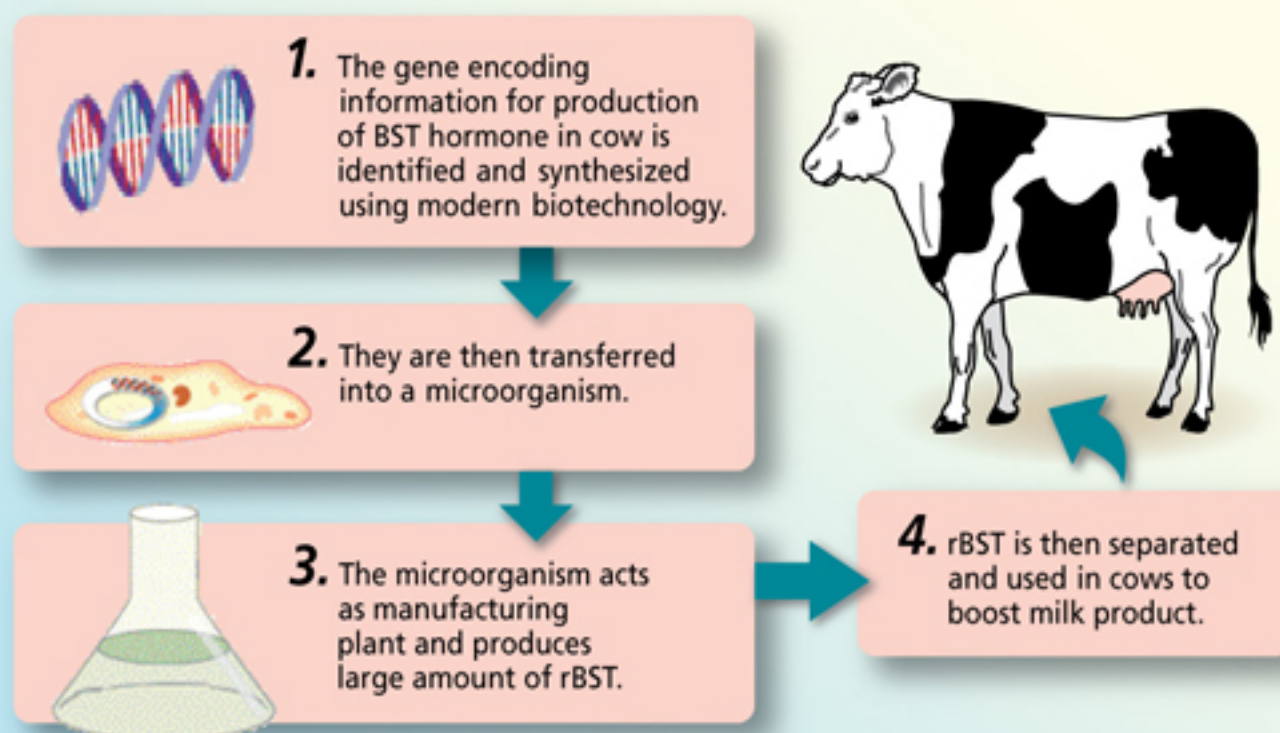 1. The gene encoding
information for production
of BST hormone in cow is
identified and synthesized
using modern biotechnology.
2. They are then transferred
into a microorganism.
3. The microorganism acts
as manufacturing
plant and produces
large amount of rBST.
4. rBST is then separated
and used in cows to
boost milk product.